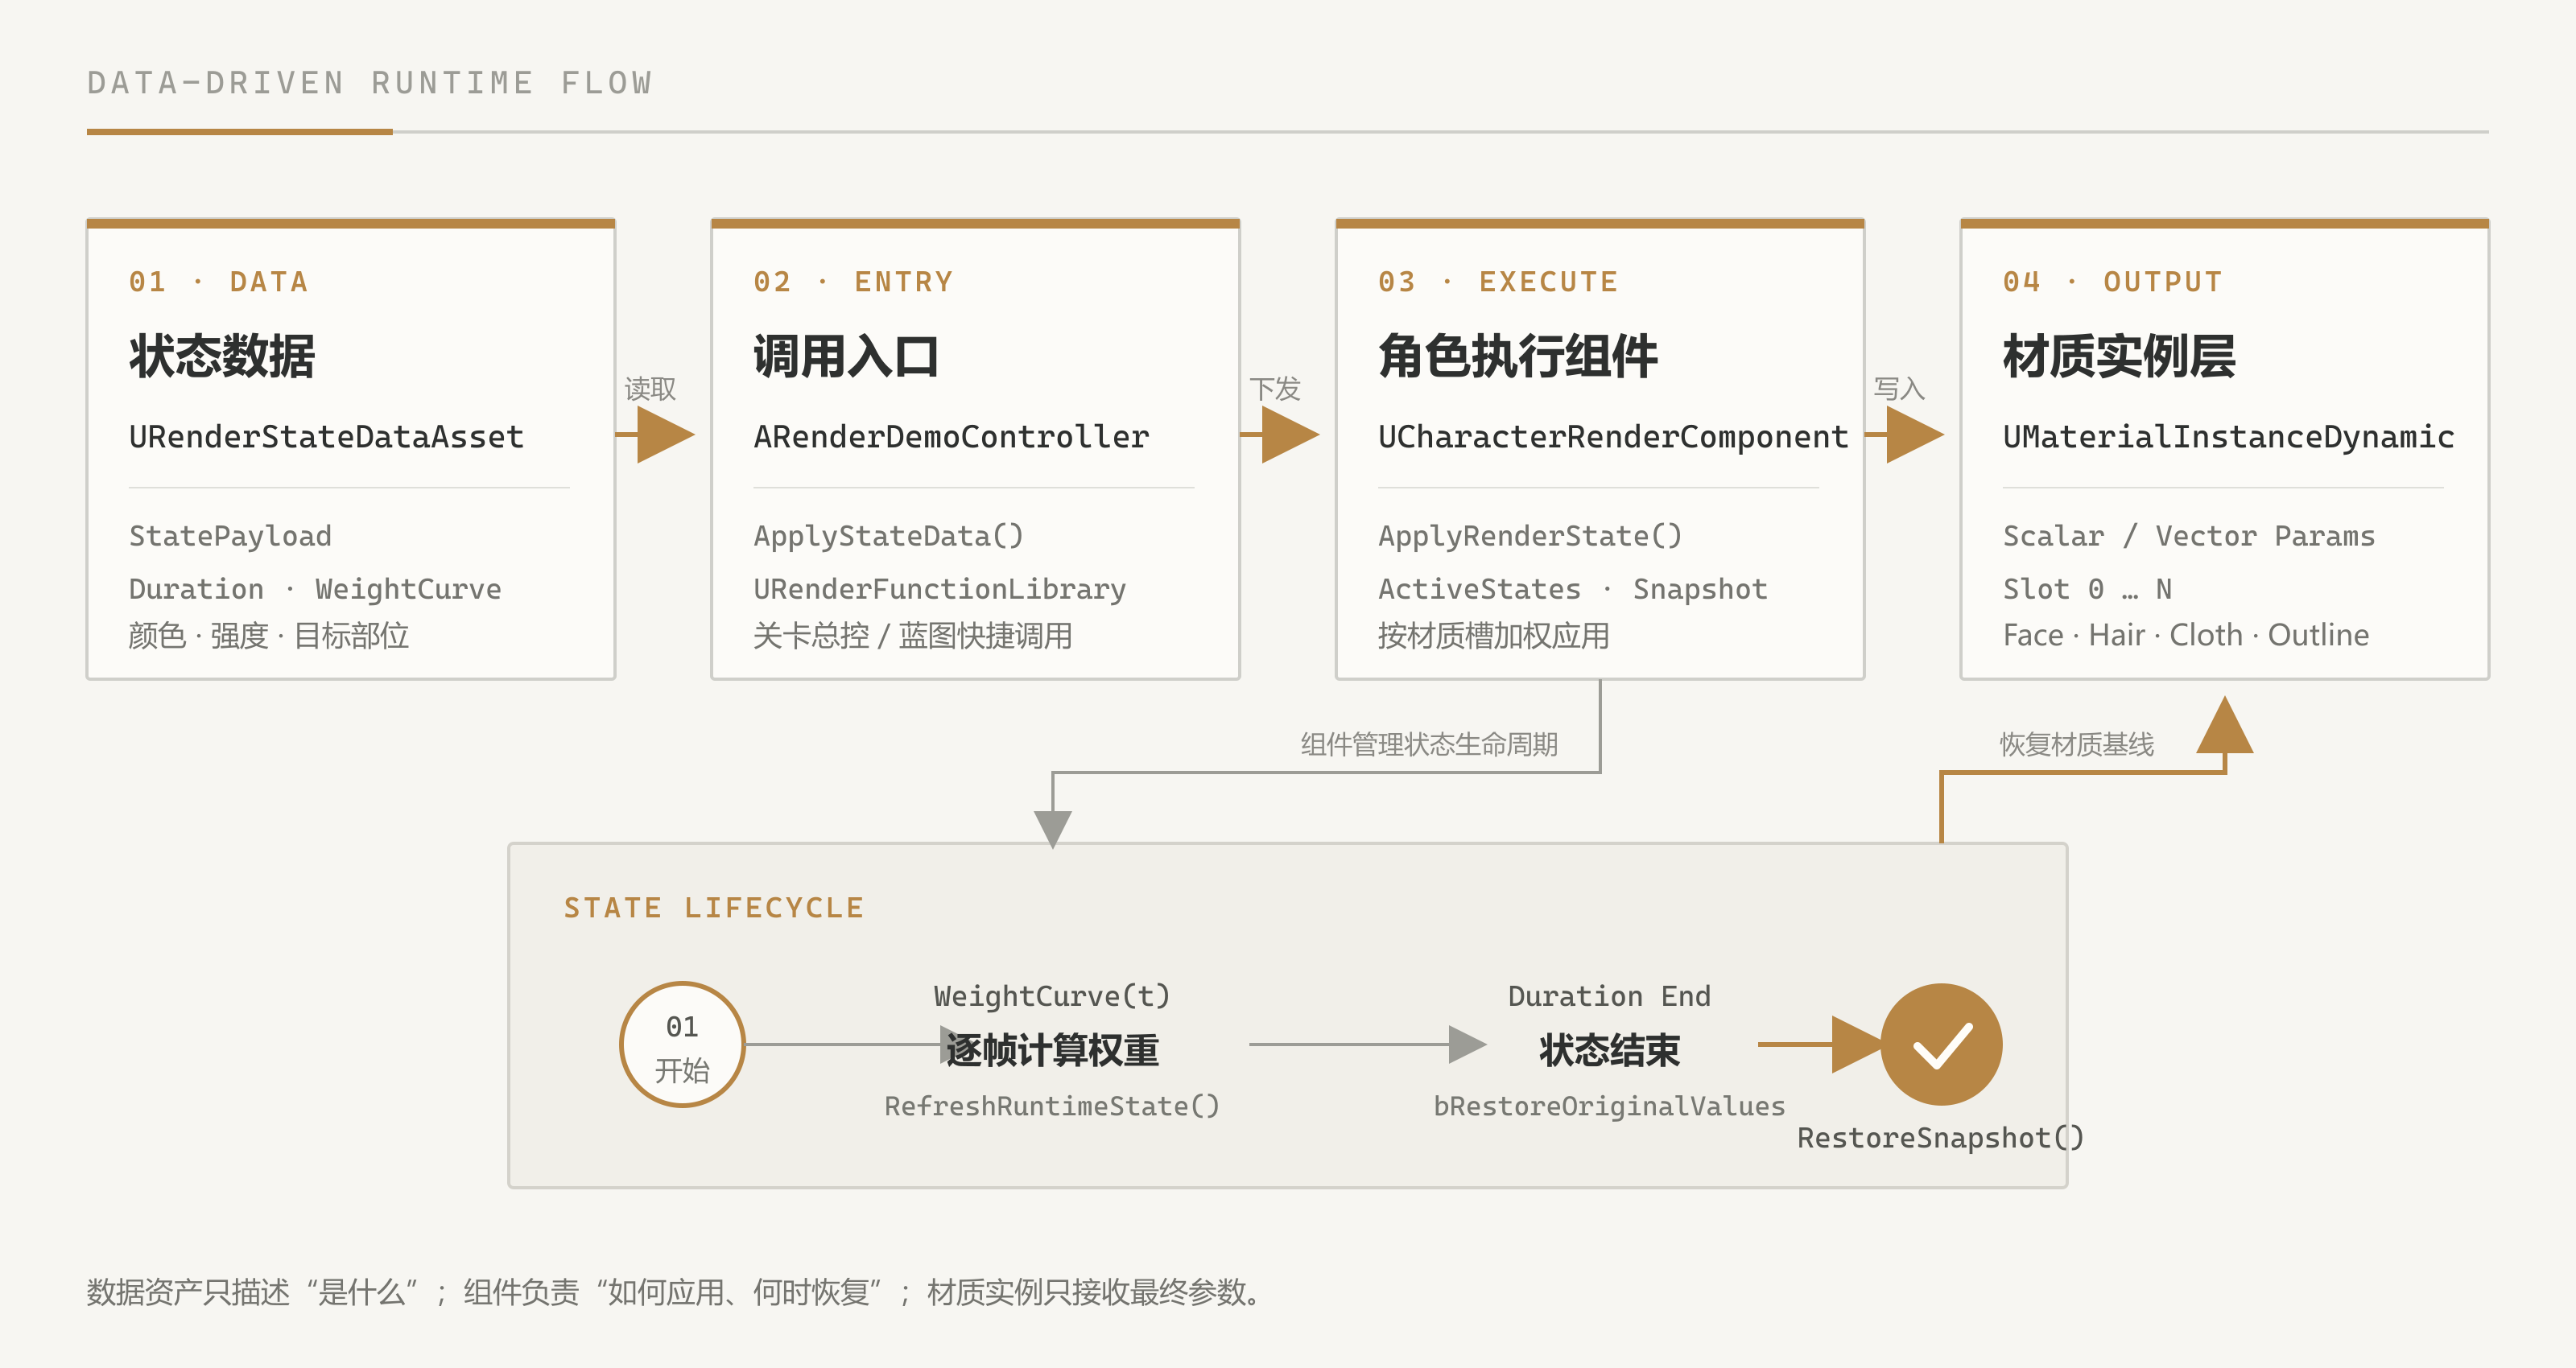 DATA-DRIVEN RUNTIME FLOW
01 · DATA
状态数据
URenderStateDataAsset
StatePayload
Duration · WeightCurve
颜色 · 强度 · 目标部位
读取
02 · ENTRY
调用入口
ARenderDemoController
ApplyStateData()
URenderFunctionLibrary
关卡总控 / 蓝图快捷调用
下发
03 · EXECUTE
角色执行组件
UCharacterRenderComponent
ApplyRenderState()
ActiveStates · Snapshot
按材质槽加权应用
写入
04 · OUTPUT
材质实例层
UMaterialInstanceDynamic
Scalar / Vector Params
Slot 0 … N
Face · Hair · Cloth · Outline
组件管理状态生命周期
恢复材质基线
STATE LIFECYCLE
01
开始
WeightCurve(t)
逐帧计算权重
RefreshRuntimeState()
Duration End
状态结束
bRestoreOriginalValues
RestoreSnapshot()
数据资产只描述“是什么”；组件负责“如何应用、何时恢复”；材质实例只接收最终参数。